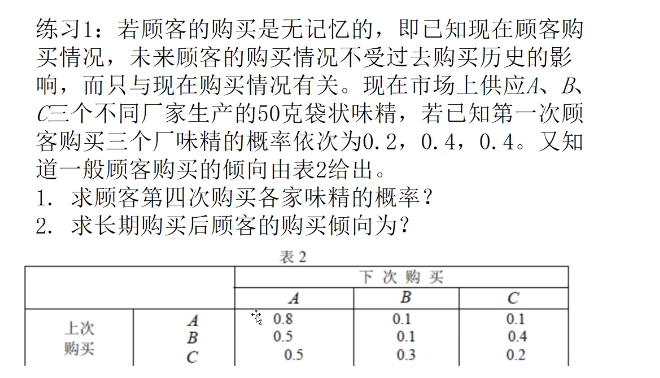 练习1：若顾客的购买是无记忆的，即已知现在顾客购
买情况，未来顾客的购买情况不受过去购买历史的影
响，而只与现在购买情况有关。现在市场上供应A、B、
C三个不同厂家生产的50克袋状味精，若已知第一次顾
客购买三个厂味精的概率依次为0.2，0.4，0.4。又知
道一般顾客购买的倾向由表2给出。
1. 求顾客第四次购买各家味精的概率？
2. 求长期购买后顾客的购买倾向为？
表 2
下 次 购 买
A B C
上次 A 0.8 0.1 0.1
购买 B 0.5 0.1 0.4
C 0.5 0.3 0.2